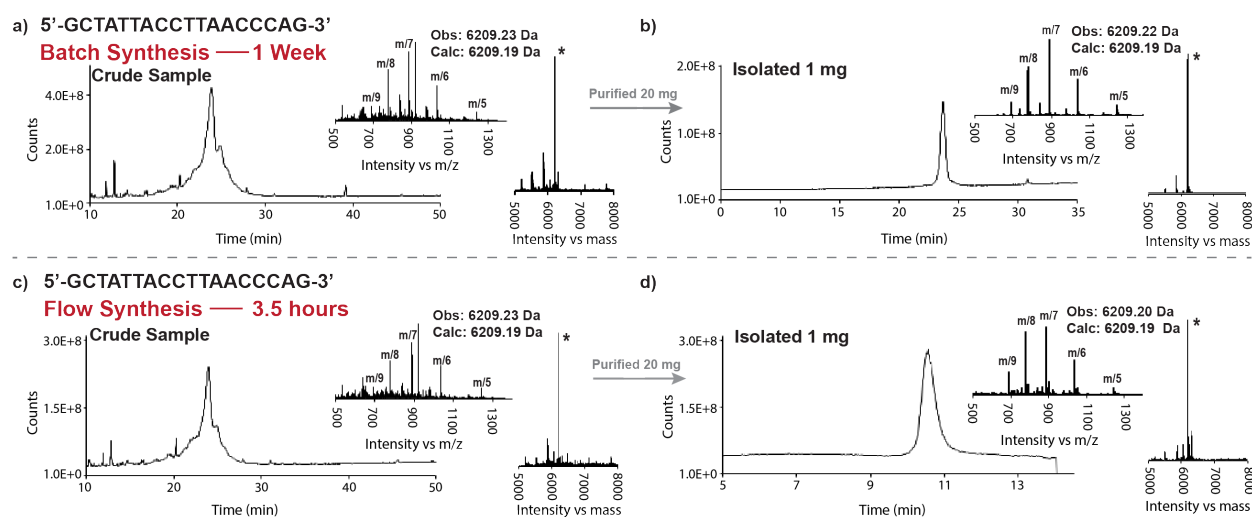 a) 5’-GCTATTACCTTAACCCAG-3’
Batch Synthesis — 1 Week
Crude Sample
Obs: 6209.23 Da
Calc: 6209.19 Da
*
m/9
m/8
m/7
m/6
m/5
500
700
900
1100
1300
Intensity vs m/z
4.0E+8
2.0E+8
1.0E+0
Counts
10
20
30
40
50
Time (min)
5000
6000
7000
8000
Intensity vs mass
Purified 20 mg
b)
Isolated 1 mg
Obs: 6209.22 Da
Calc: 6209.19 Da
*
m/9
m/8
m/7
m/6
m/5
500
700
900
1100
1300
Intensity vs m/z
2.0E+8
1.0E+8
1.0E+0
Counts
0
5
10
15
20
25
30
35
Time (min)
5000
6000
7000
8000
Intensity vs mass
c) 5’-GCTATTACCTTAACCCAG-3’
Flow Synthesis — 3.5 hours
Crude Sample
Obs: 6209.23 Da
Calc: 6209.19 Da
*
m/9
m/8
m/7
m/6
m/5
500
700
900
1100
1300
Intensity vs m/z
3.0E+8
1.5E+8
1.0E+0
Counts
10
20
30
40
50
Time (min)
5000
6000
7000
8000
Intensity vs mass
Purified 20 mg
d)
Isolated 1 mg
Obs: 6209.20 Da
Calc: 6209.19 Da
*
m/9
m/8
m/7
m/6
m/5
500
700
900
1100
1300
Intensity vs m/z
3.0E+8
1.5E+8
1.0E+0
Counts
5
7
9
11
13
Time (min)
5000
6000
7000
8000
Intensity vs mass